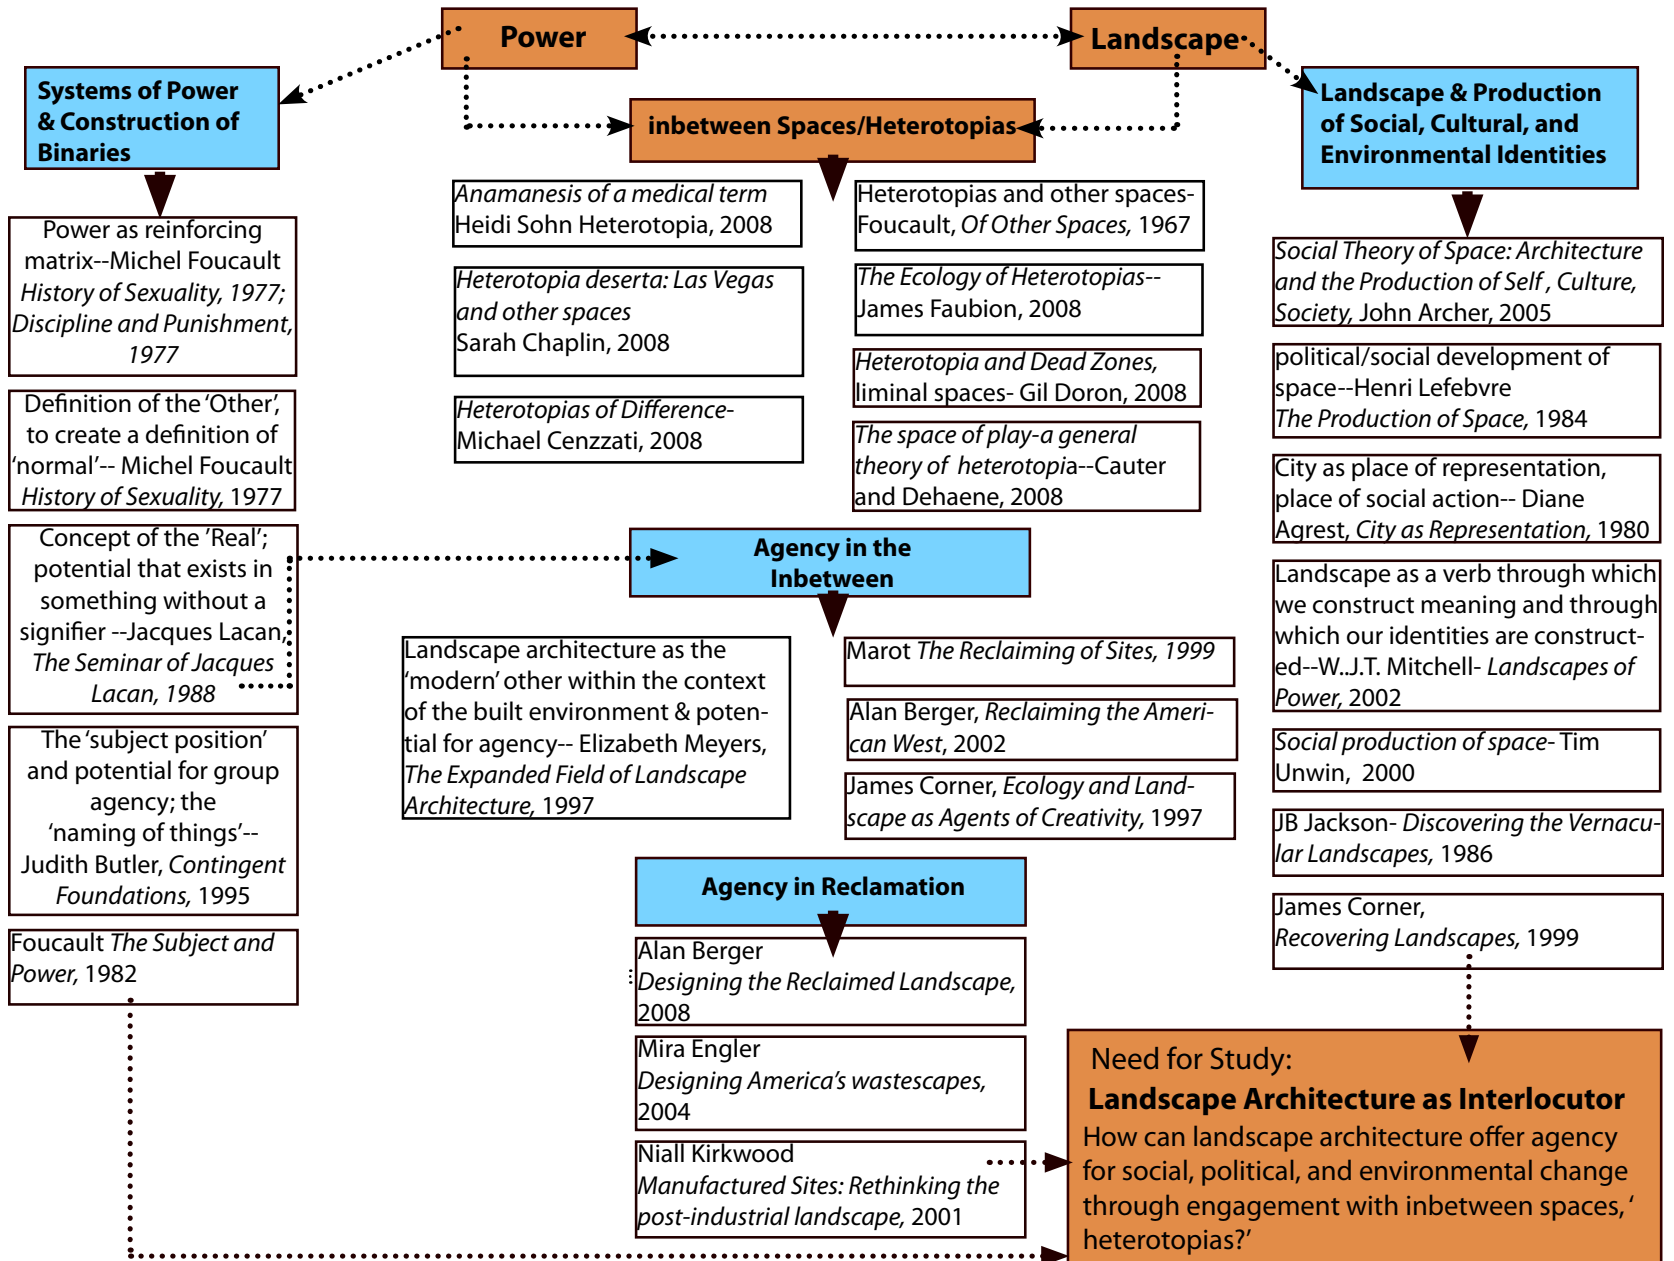 Power
Landscape
Systems of Power
& Construction of
Binaries
inbetween Spaces/Heterotopias
Landscape & Production
of Social, Cultural, and
Environmental Identities
Power as reinforcing
matrix--Michel Foucault
History of Sexuality, 1977;
Discipline and Punishment,
1977
Definition of the ‘Other’,
to create a definition of
‘normal’-- Michel Foucault
History of Sexuality, 1977
Concept of the ’Real’;
potential that exists in
something without a
signifier --Jacques Lacan,
The Seminar of Jacques
Lacan, 1988
The ‘subject position’
and potential for group
agency; the
‘naming of things’--
Judith Butler, Contingent
Foundations, 1995
Foucault The Subject and
Power, 1982
Anamanesis of a medical term
Heidi Sohn Heterotopia, 2008
Heterotopia deserta: Las Vegas
and other spaces
Sarah Chaplin, 2008
Heterotopias of Difference-
Michael Cenzzati, 2008
Heterotopias and other spaces-
Foucault, Of Other Spaces, 1967
The Ecology of Heterotopias--
James Faubion, 2008
Heterotopia and Dead Zones,
liminal spaces- Gil Doron, 2008
The space of play-a general
theory of heterotopia--Cauter
and Dehaene, 2008
Agency in the
Inbetween
Landscape architecture as the
‘modern’ other within the context
of the built environment & poten-
tial for agency-- Elizabeth Meyers,
The Expanded Field of Landscape
Architecture, 1997
Marot The Reclaiming of Sites, 1999
Alan Berger, Reclaiming the Ameri-
can West, 2002
James Corner, Ecology and Land-
scape as Agents of Creativity, 1997
Agency in Reclamation
Alan Berger
Designing the Reclaimed Landscape,
2008
Mira Engler
Designing America’s wastescapes,
2004
Niall Kirkwood
Manufactured Sites: Rethinking the
post-industrial landscape, 2001
Social Theory of Space: Architecture
and the Production of Self , Culture,
Society, John Archer, 2005
political/social development of
space--Henri Lefebvre
The Production of Space, 1984
City as place of representation,
place of social action-- Diane
Agrest, City as Representation, 1980
Landscape as a verb through which
we construct meaning and through
which our identities are construct-
ed--W..J.T. Mitchell- Landscapes of
Power, 2002
Social production of space- Tim
Unwin, 2000
JB Jackson- Discovering the Vernacu-
lar Landscapes, 1986
James Corner,
Recovering Landscapes, 1999
Need for Study:
Landscape Architecture as Interlocutor
How can landscape architecture offer agency
for social, political, and environmental change
through engagement with inbetween spaces, ‘
heterotopias?’